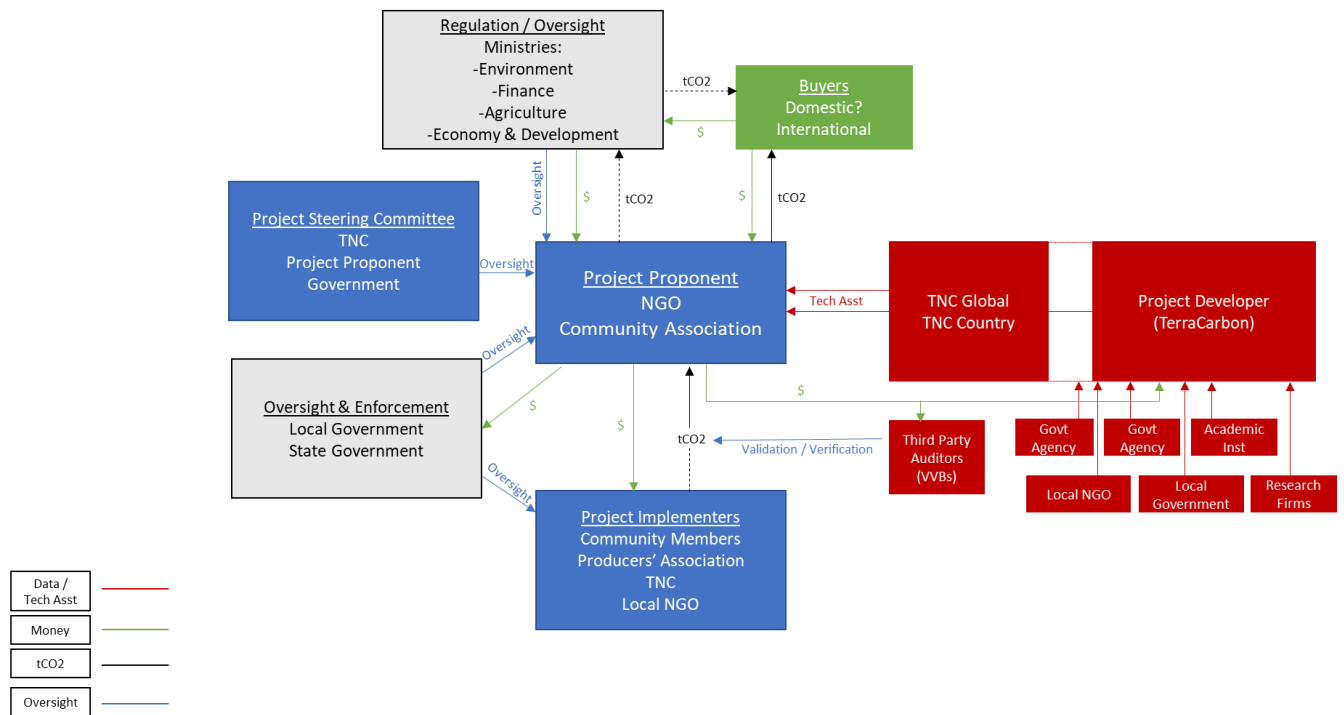 Regulation / Oversight
Ministries:
-Environment
-Finance
-Agriculture
-Economy & Development
tCO2
$
Buyers
Domestic?
International
Oversight
$
tCO2
$
tCO2
Project Steering Committee
TNC
Project Proponent
Government
Oversight
Project Proponent
NGO
Community Association
Tech Asst
TNC Global
TNC Country
Project Developer
(TerraCarbon)
Oversight
Oversight & Enforcement
Local Government
State Government
$
$
tCO2
$
Validation / Verification
Third Party
Auditors
(VVBs)
Govt
Agency
Govt
Agency
Academic
Inst
Local NGO
Local
Government
Research
Firms
Oversight
Project Implementers
Community Members
Producers’ Association
TNC
Local NGO
Data /
Tech Asst
Money
tCO2
Oversight